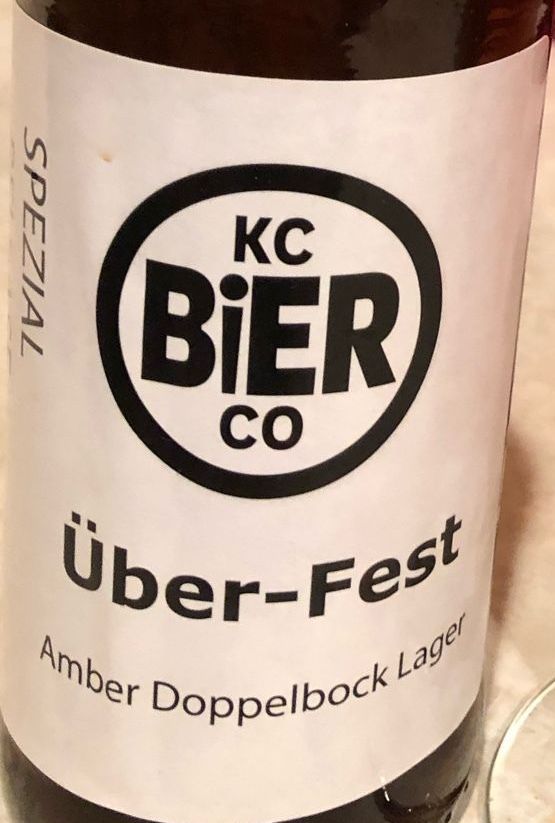 SPEZIAL
KC
BiER
CO
Über-Fest
Amber Doppelbock Lager